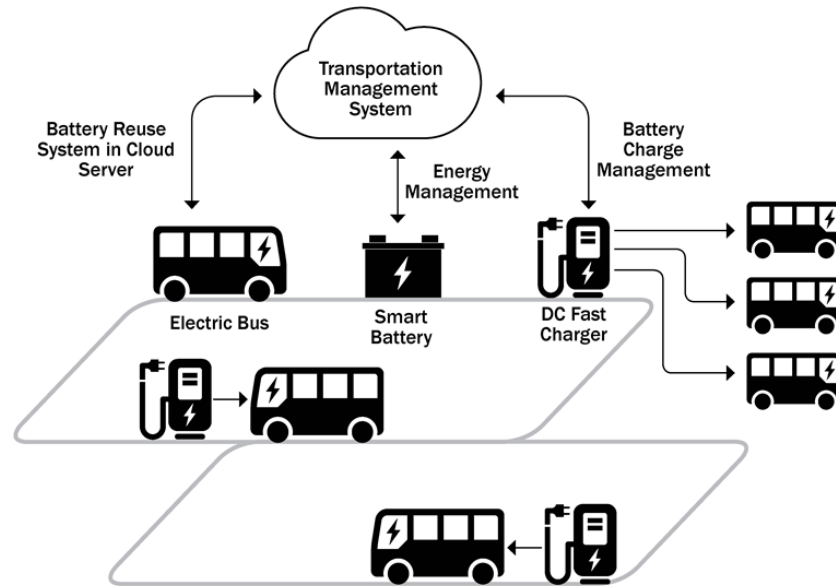 Transportation
Management
System
Battery Reuse
System in Cloud
Server
Energy
Management
Battery
Charge
Management
Electric Bus
Smart
Battery
DC Fast
Charger